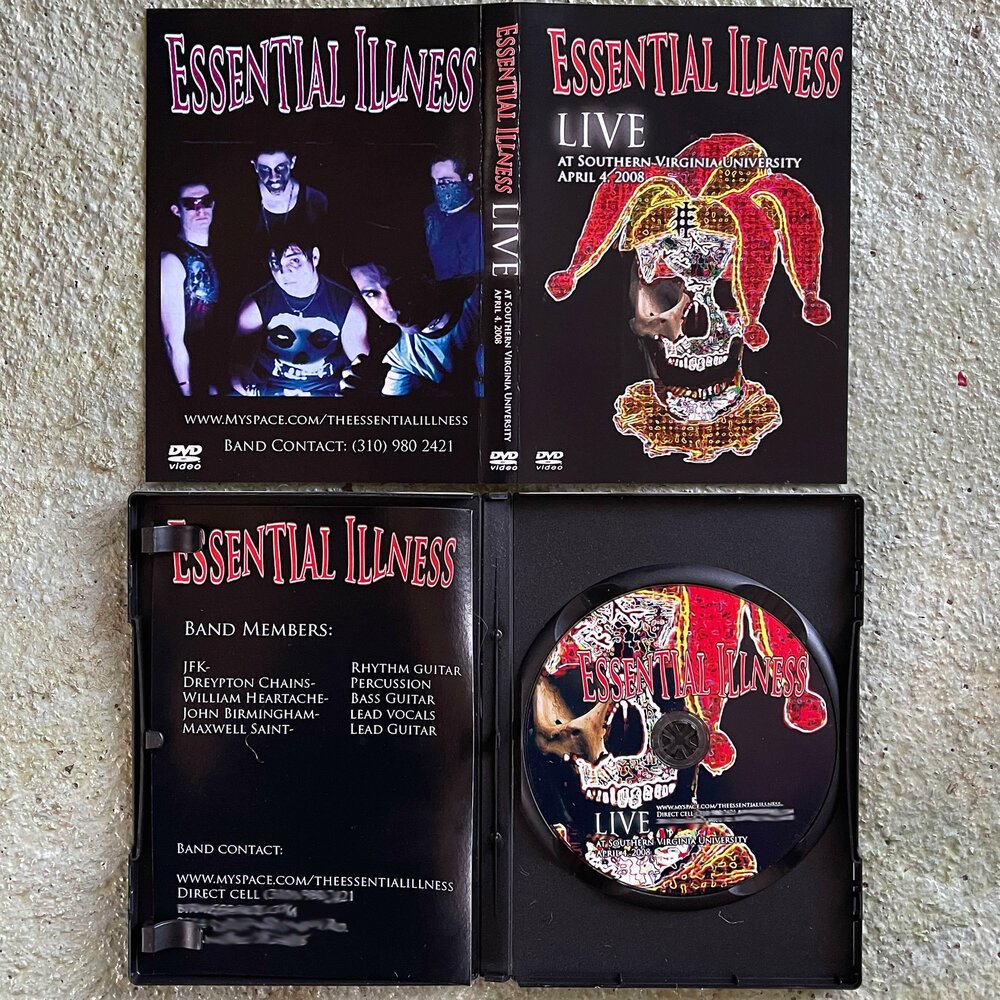 Essential Illness
www.Myspace.com/theessentialillness
Band Contact: (310) 980 2421
DVD
video
Essential Illness LIVE
at Southern Virginia University
April 4, 2008
DVD
video
Essential Illness
LIVE
at Southern Virginia University
April 4, 2008
DVD
video
Essential Illness
Band Members:
JFK- Rhythm guitar
Dreypton Chains- Percussion
William Heartache- Bass Guitar
John Birmingham- lead vocals
Maxwell Saint- Lead Guitar
Band contact:
www.myspace.com/theessentialillness
Direct cell
Essential Illness
www.myspace.com/theessentialillness
Direct cell
LIVE
at Southern Virginia University
April 4, 2008